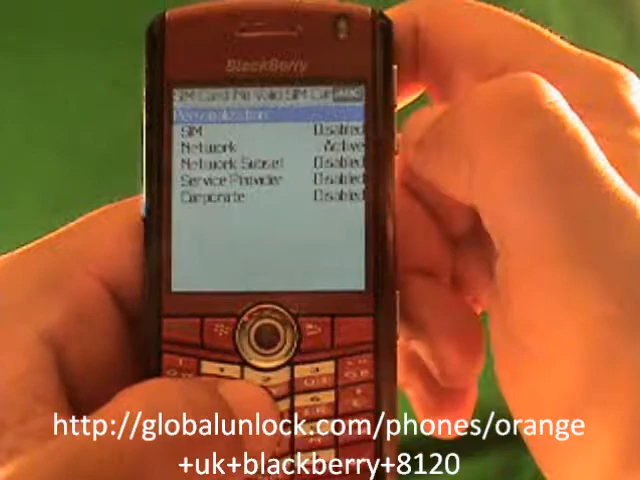 BlackBerry
SIM Card No Valid SIM Car
Personalization
SIM Disabled
Network Active
Network Subset Disabled
Service Provider Disabled
Corporate Disabled
http://globalunlock.com/phones/orange
+uk+blackberry+8120